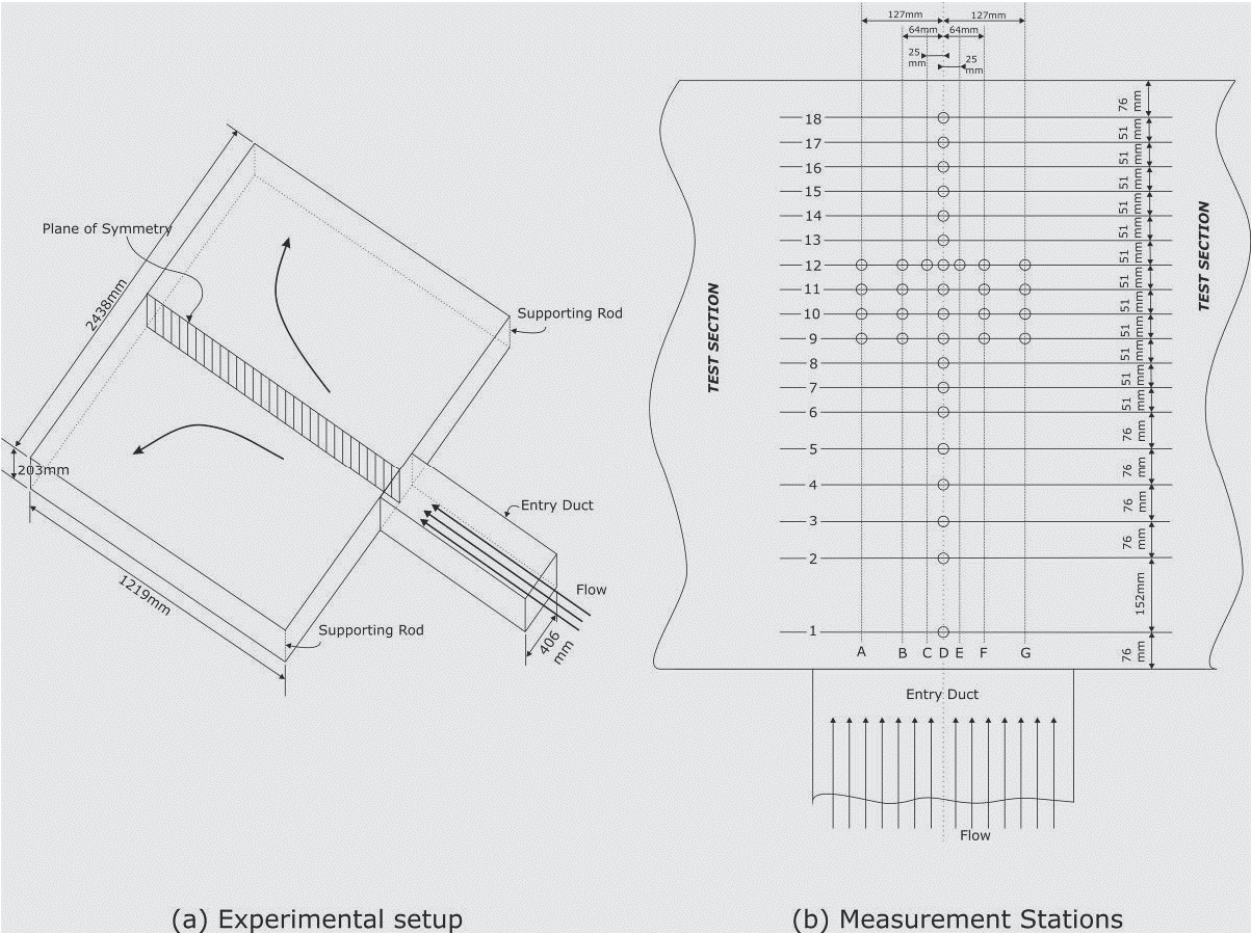 Plane of Symmetry
2438mm
Supporting Rod
203mm
Entry Duct
Flow
1219mm
Supporting Rod
406
mm
(a) Experimental setup
127mm
127mm
64mm
64mm
25
mm
25
mm
76
mm
18
51
mm
17
51
mm
16
51
mm
15
51
mm
14
51
mm
13
51
mm
12
51
mm
11
51
mm
10
51
mm
9
51
mm
8
51
mm
7
51
mm
6
76
mm
5
76
mm
4
76
mm
3
76
mm
2
152mm
1
76
mm
TEST SECTION
TEST SECTION
A B C D E F G
Entry Duct
Flow
(b) Measurement Stations